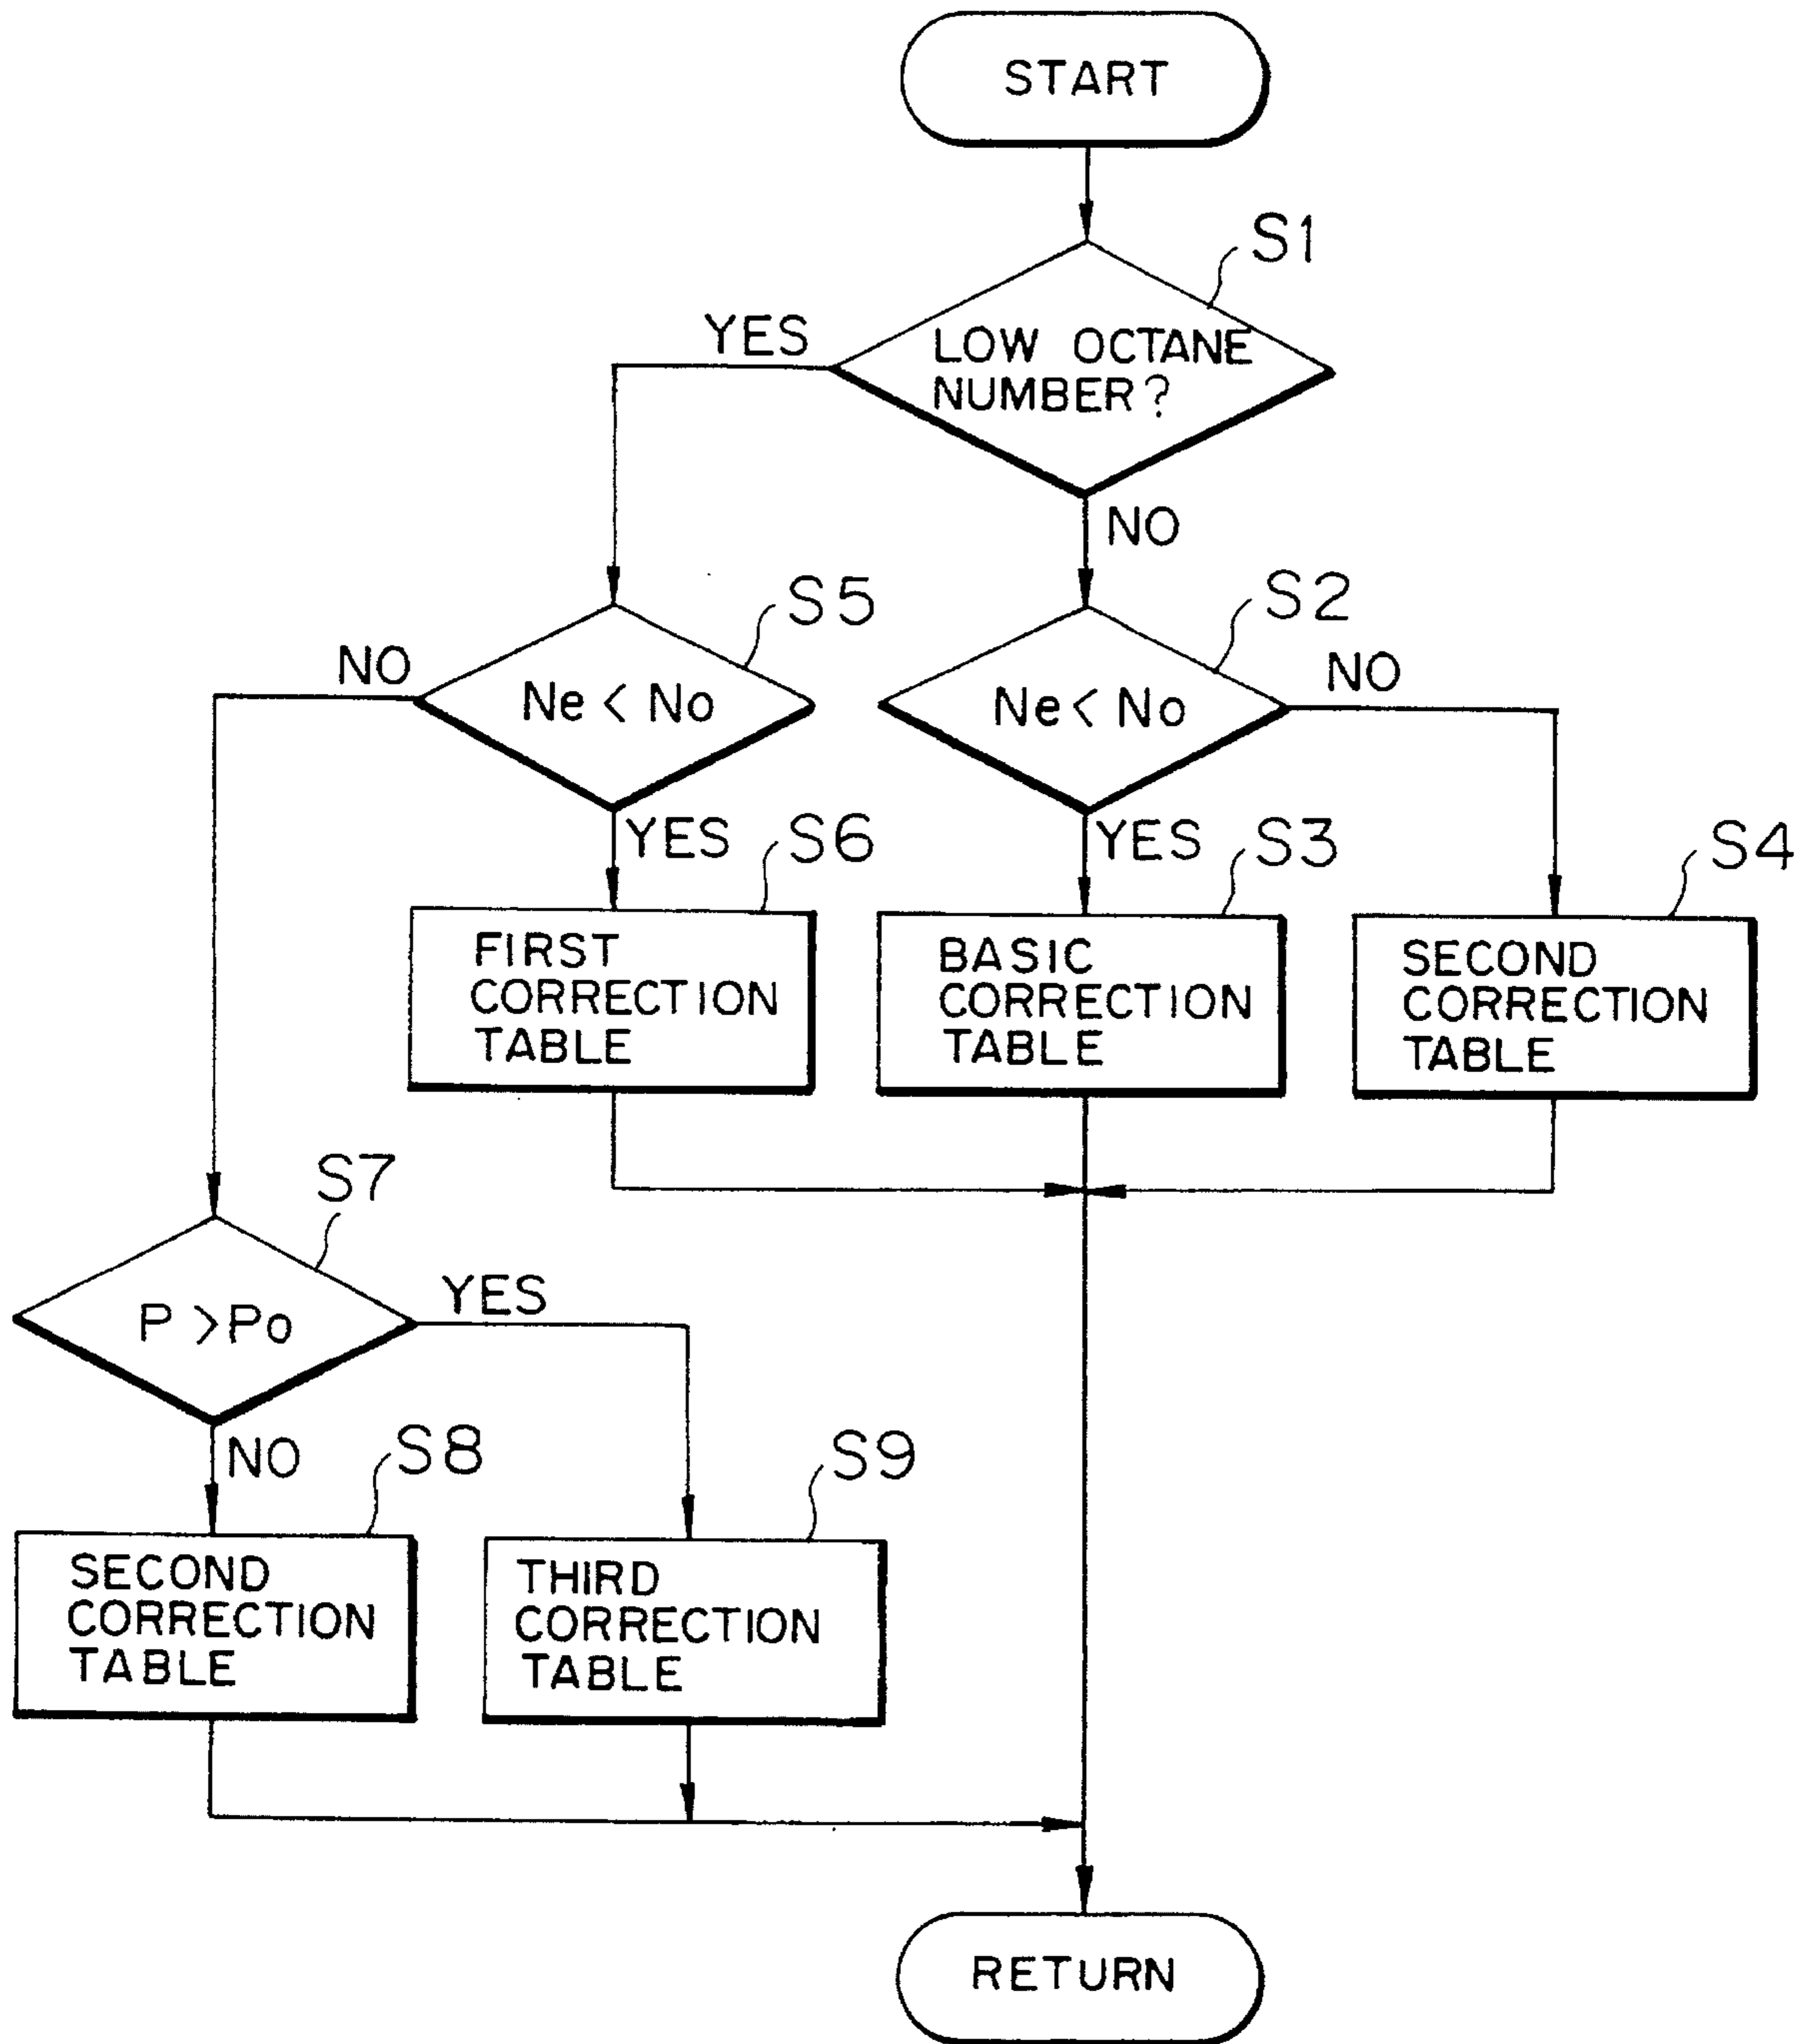 START
S1
YES
LOW OCTANE
NUMBER?
NO
S5
S2
NO
Ne < No
Ne < No
NO
YES
S6
YES
S3
S4
FIRST
CORRECTION
TABLE
BASIC
CORRECTION
TABLE
SECOND
CORRECTION
TABLE
S7
P > Po
YES
NO
S8
S9
SECOND
CORRECTION
TABLE
THIRD
CORRECTION
TABLE
RETURN